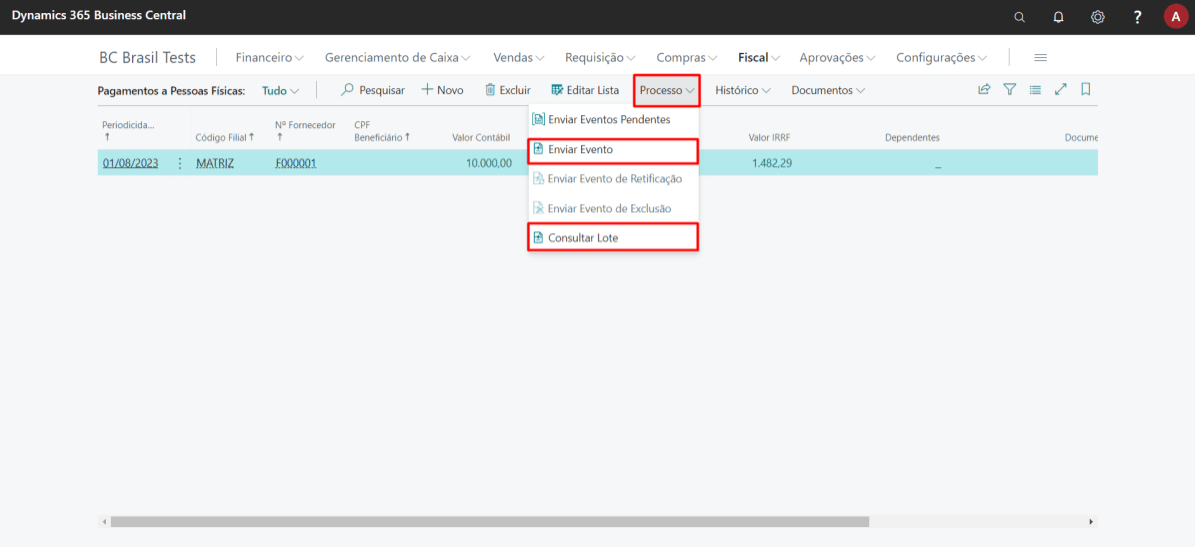 Dynamics 365 Business Central
?
A
BC Brasil Tests
Financeiro
Gerenciamento de Caixa
Vendas
Requisição
Compras
Fiscal
Aprovações
Configurações
Pagamentos a Pessoas Físicas:
Tudo
Pesquisar
Novo
Excluir
Editar Lista
Processo
Histórico
Documentos
Enviar Eventos Pendentes
Enviar Evento
Enviar Evento de Retificação
Enviar Evento de Exclusão
Consultar Lote
Periodicida... ↑
Código Filial ↑
Nº Fornecedor ↑
CPF
Beneficiário ↑
Valor Contábil
Valor IRRF
Dependentes
Docume
01/08/2023
MATRIZ
F000001
10.000,00
1.482,29
_